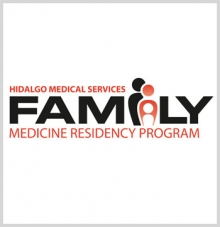 HIDALGO MEDICAL SERVICES
FAMILY
MEDICINE RESIDENCY PROGRAM